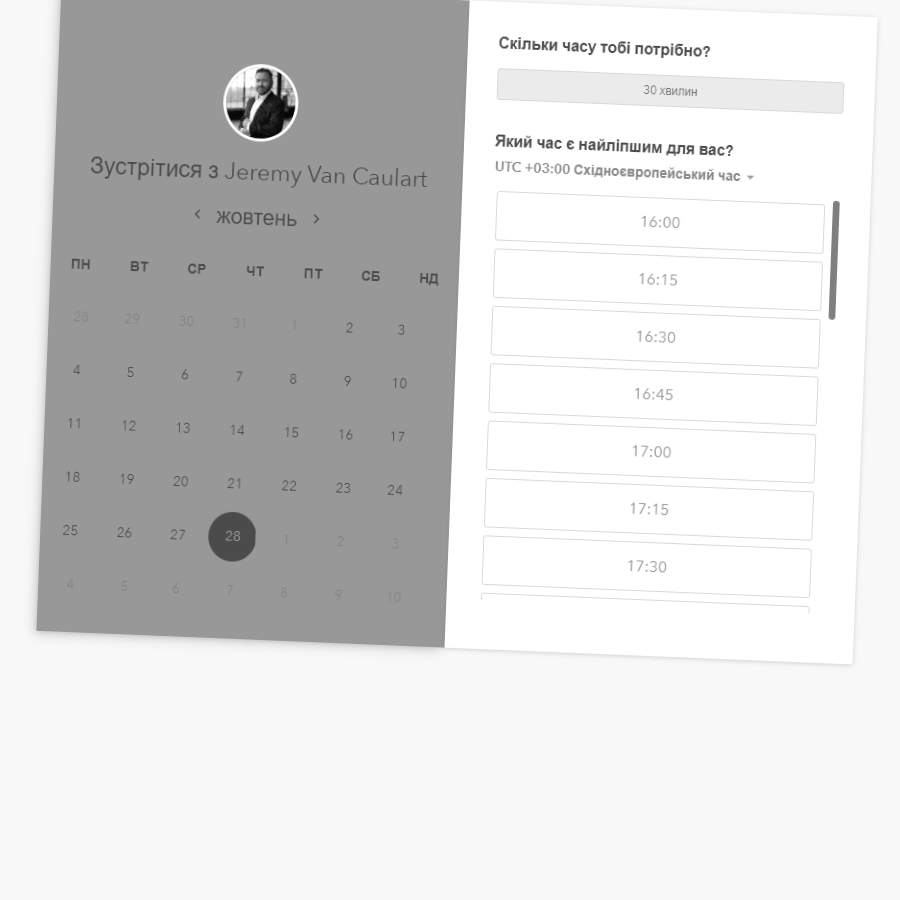 Зустрітися з Jeremy Van Caulart
‹ жовтень ›
ПН ВТ СР ЧТ ПТ СБ НД
28 29 30 31 1 2 3
4 5 6 7 8 9 10
11 12 13 14 15 16 17
18 19 20 21 22 23 24
25 26 27 28 1 2 3
4 5 6 7 8 9 10
Скільки часу тобі потрібно?
30 хвилин
Який час є найліпшим для вас?
UTC +03:00 Східноєвропейський час
16:00
16:15
16:30
16:45
17:00
17:15
17:30